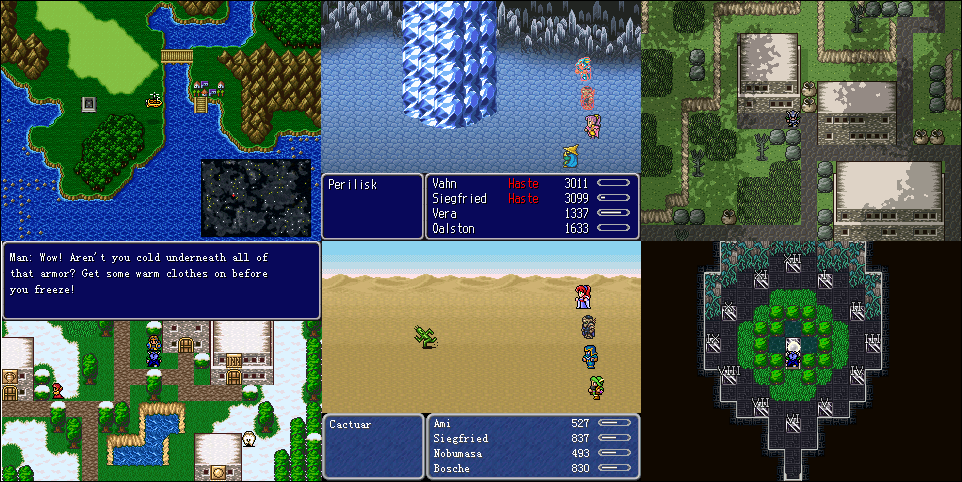 Perilisk
Vahn Haste 3011
Siegfried Haste 3099
Vera 1337
Qalston 1633
Man: Wow! Aren't you cold underneath all of
that armor? Get some warm clothes on before
you freeze!
Cactuar
Ami 527
Siegfried 837
Nobumasa 493
Bosche 830